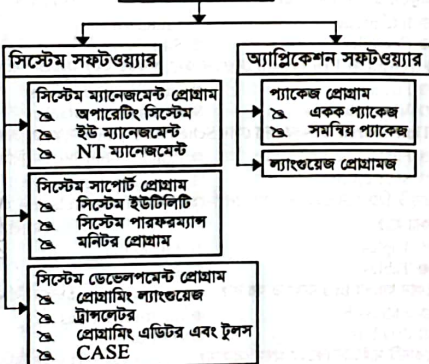 সিস্টেম সফটওয়্যার
অ্যাপ্লিকেশন সফটওয়্যার
সিস্টেম ম্যানেজমেন্ট প্রোগ্রাম
অপারেটিং সিস্টেম
ইউ ম্যানেজমেন্ট
NT ম্যানেজমেন্ট
সিস্টেম সাপোর্ট প্রোগ্রাম
সিস্টেম ইউটিলিটি
সিস্টেম পারফরম্যান্স
মনিটর প্রোগ্রাম
সিস্টেম ডেভেলপমেন্ট প্রোগ্রাম
প্রোগ্রামিং ল্যাংগুয়েজ
ট্রান্সলেটর
প্রোগ্রামিং এডিটর এবং টুলস
CASE
প্যাকেজ প্রোগ্রাম
একক প্যাকেজ
সমন্বিয় প্যাকেজ
ল্যাংগুয়েজ প্রোগ্রামজ